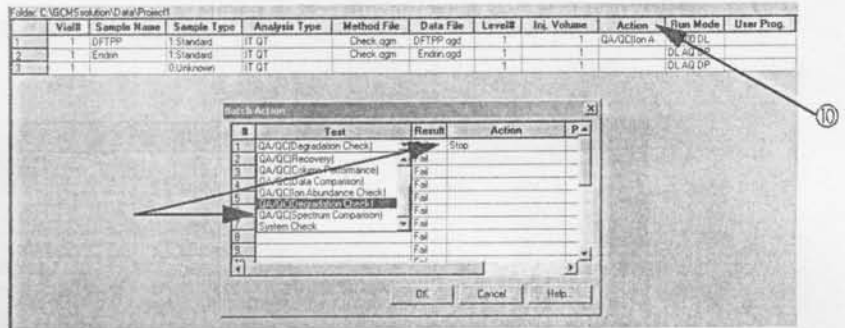 Folder: C:\GCMSsolution\Data\Project1
Vial# Sample Name Sample Type Analysis Type Method File Data File Level# Inj. Volume Action Run Mode User Prog.
1 1 DFTPP 1:Standard IT QT Check.qgm DFTPP.qgd 1 1 QA/QC(Ion A DL
2 1 Endrin 1:Standard IT QT Check.qgm Endrin.qgd 1 1 DL AQ DP
3 1 0:Unknown IT QT 1 1 DL AQ DP
⑩
Batch Action
# Test Result Action P
1 QA/QC(Degradation Check) Stop
2 QA/QC(Recovery) Fail
3 QA/QC(Column Performance) Fail
4 QA/QC(Data Comparison) Fail
5 QA/QC(Ion Abundance Check) Fail
QA/QC(Degradation Check) Fail
QA/QC(Spectrum Comparison) Fail
7 System Check Fail
8 Fail
9 Fail
OK Cancel Help...